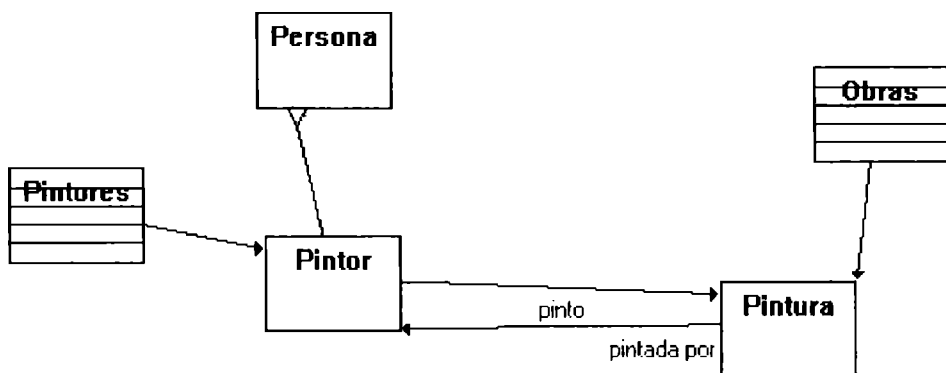 Persona
Obras
Pintores
Pintor
pinto
Pintura
pintada por